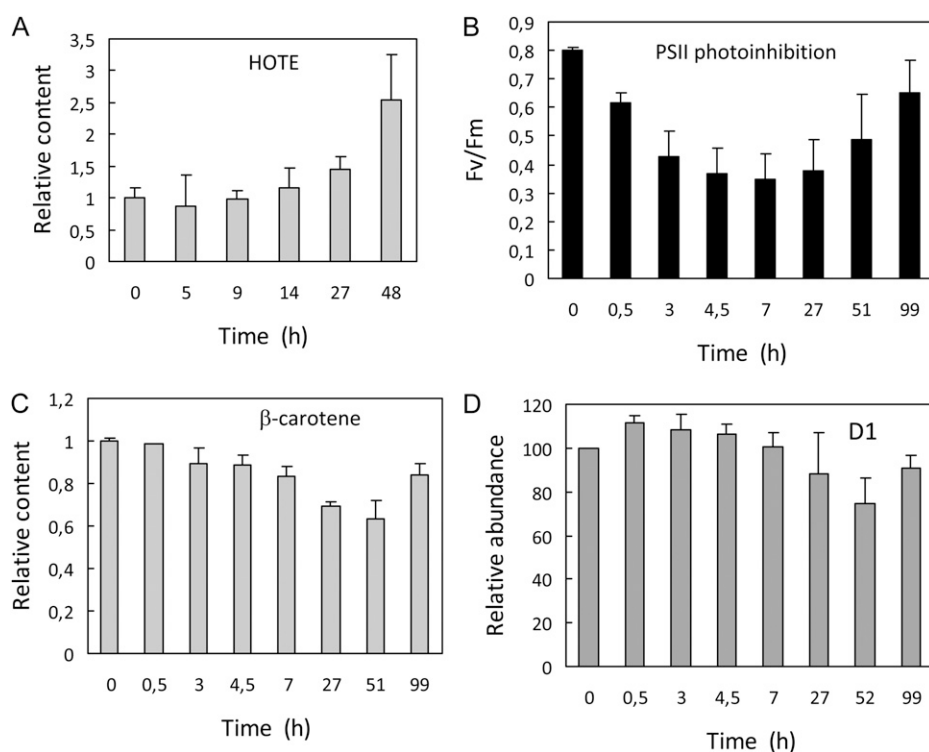 A
HOTE
Relative content
3,5
3
2,5
2
1,5
1
0,5
0
0 5 9 14 27 48
Time (h)
B
PSII photoinhibition
Fv/Fm
0,9
0,8
0,7
0,6
0,5
0,4
0,3
0,2
0,1
0
0 0,5 3 4,5 7 27 51 99
Time (h)
C
β-carotene
Relative content
1,2
1
0,8
0,6
0,4
0,2
0
0 0,5 3 4,5 7 27 51 99
Time (h)
D
D1
Relative abundance
120
100
80
60
40
20
0
0 0,5 3 4,5 7 27 52 99
Time (h)